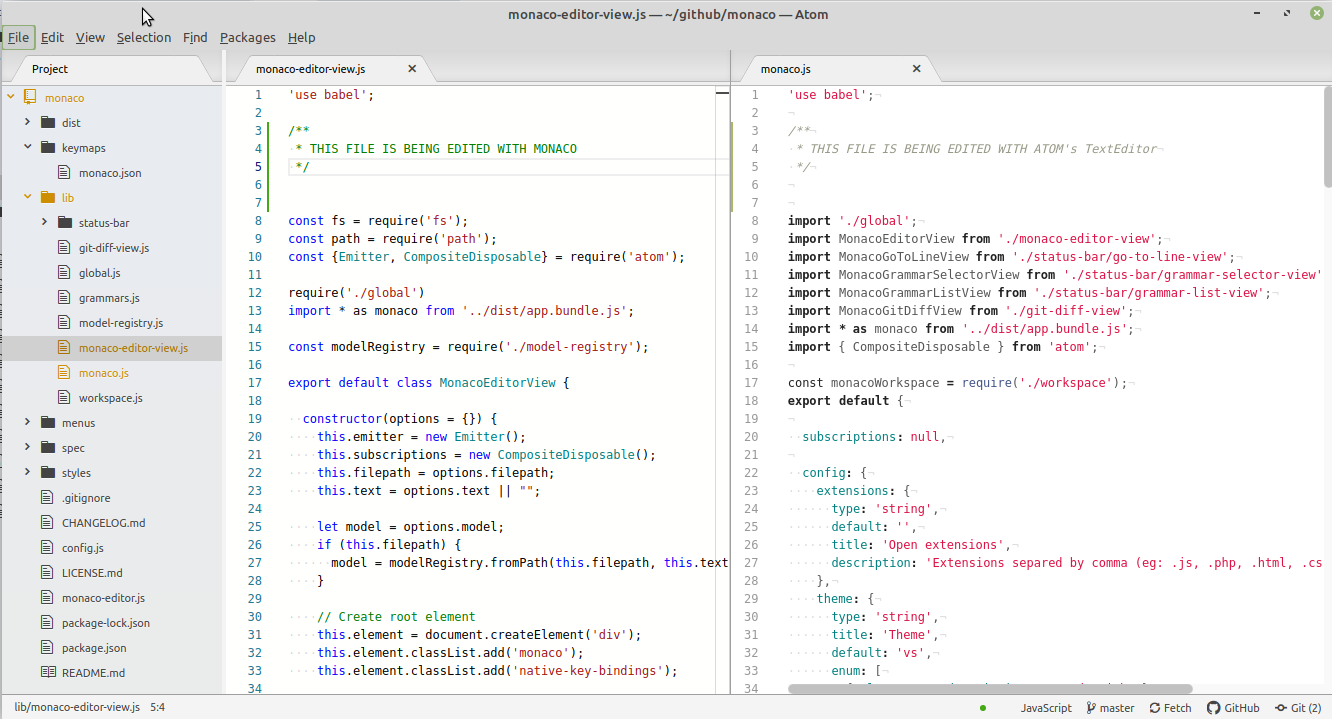 monaco-editor-view.js — ~/github/monaco — Atom
File Edit View Selection Find Packages Help
Project
monaco
dist
keymaps
monaco.json
lib
status-bar
git-diff-view.js
global.js
grammars.js
model-registry.js
monaco-editor-view.js
monaco.js
workspace.js
menus
spec
styles
.gitignore
CHANGELOG.md
config.js
LICENSE.md
monaco-editor.js
package-lock.json
package.json
README.md
monaco-editor-view.js
1 'use babel';
2
3 /**
4 * THIS FILE IS BEING EDITED WITH MONACO
5 */
6
7
8 const fs = require('fs');
9 const path = require('path');
10 const {Emitter, CompositeDisposable} = require('atom');
11
12 require('./global')
13 import * as monaco from '../dist/app.bundle.js';
14
15 const modelRegistry = require('./model-registry');
16
17 export default class MonacoEditorView {
18
19 constructor(options = {}) {
20 this.emitter = new Emitter();
21 this.subscriptions = new CompositeDisposable();
22 this.filepath = options.filepath;
23 this.text = options.text || "";
24
25 let model = options.model;
26 if (this.filepath) {
27 model = modelRegistry.fromPath(this.filepath, this.text
28 }
29
30 // Create root element
31 this.element = document.createElement('div');
32 this.element.classList.add('monaco');
33 this.element.classList.add('native-key-bindings');
34
monaco.js
1 'use babel';
2
3 /**
4 * THIS FILE IS BEING EDITED WITH ATOM's TextEditor
5 */
6
7
8 import './global';
9 import MonacoEditorView from './monaco-editor-view';
10 import MonacoGoToLineView from './status-bar/go-to-line-view';
11 import MonacoGrammarSelectorView from './status-bar/grammar-selector-view'
12 import MonacoGrammarListView from './status-bar/grammar-list-view';
13 import MonacoGitDiffView from './git-diff-view';
14 import * as monaco from '../dist/app.bundle.js';
15 import { CompositeDisposable } from 'atom';
16
17 const monacoWorkspace = require('./workspace');
18 export default {
19
20 subscriptions: null,
21
22 config: {
23 extensions: {
24 type: 'string',
25 default: '',
26 title: 'Open extensions',
27 description: 'Extensions separed by comma (eg: .js, .php, .html, .cs
28 },
29 theme: {
30 type: 'string',
31 title: 'Theme',
32 default: 'vs',
33 enum: [
34
lib/monaco-editor-view.js 5:4
JavaScript master Fetch GitHub Git (2)